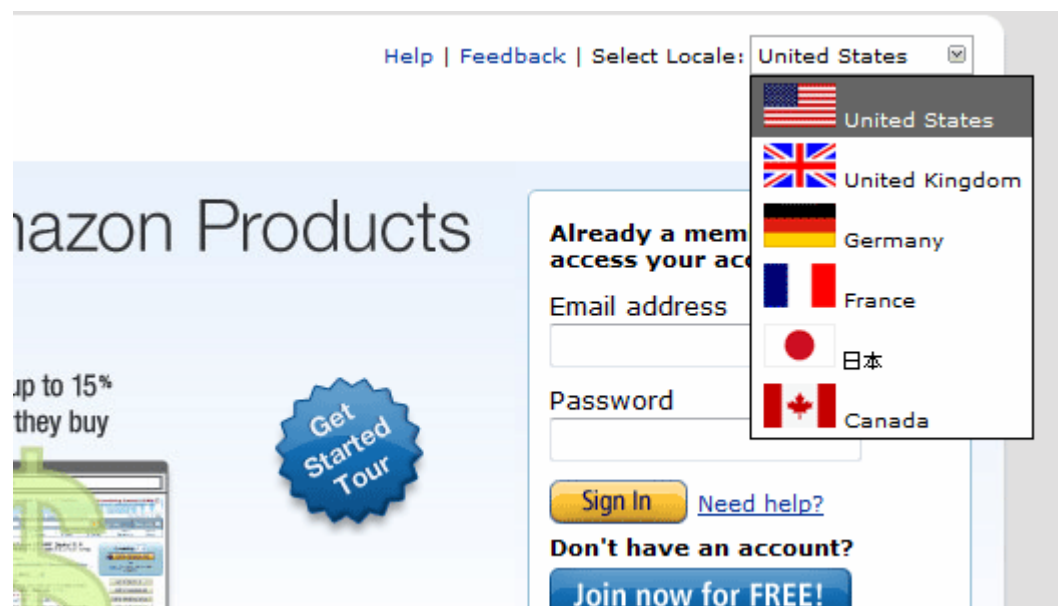 Help | Feedback | Select Locale: United States
United States
United Kingdom
Germany
France
日本
Canada
azon Products
Already a mem
access your acc
Email address
Password
up to 15%
they buy
Get
Started
Tour
Sign In Need help?
Don't have an account?
Join now for FREE!